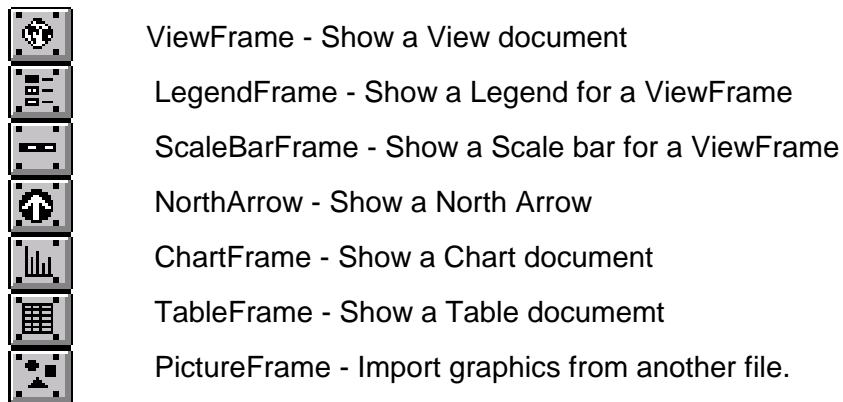 ViewFrame - Show a View document
LegendFrame - Show a Legend for a ViewFrame
ScaleBarFrame - Show a Scale bar for a ViewFrame
NorthArrow - Show a North Arrow
ChartFrame - Show a Chart document
TableFrame - Show a Table documemt
PictureFrame - Import graphics from another file.